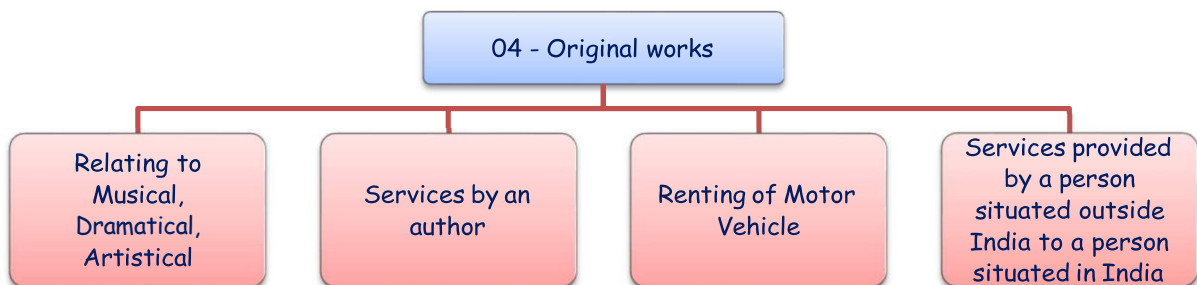 04 - Original works
Relating to
Musical,
Dramatical,
Artistical
Services by an
author
Renting of Motor
Vehicle
Services provided
by a person
situated outside
India to a person
situated in India